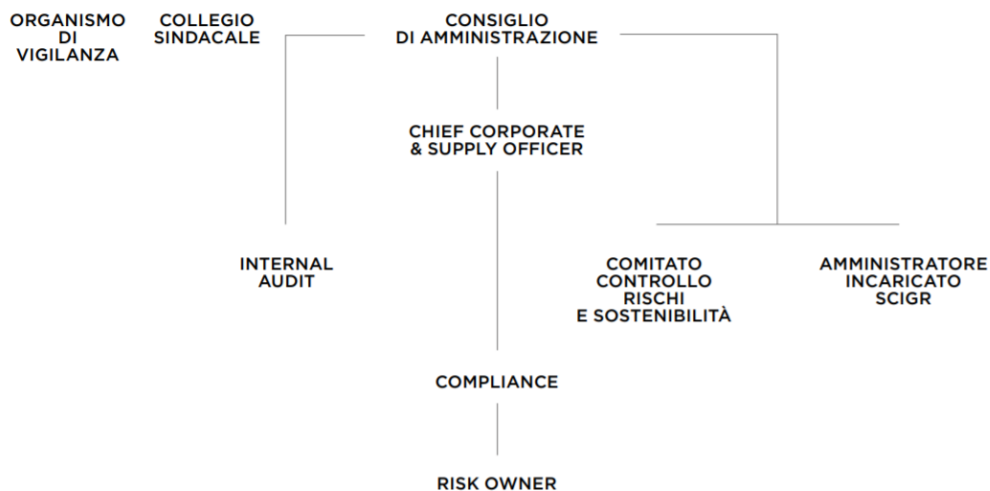 ORGANISMO
DI
VIGILANZA
COLLEGIO
SINDACALE
CONSIGLIO
DI AMMINISTRAZIONE
CHIEF CORPORATE
& SUPPLY OFFICER
INTERNAL
AUDIT
COMITATO
CONTROLLO
RISCHI
E SOSTENIBILITÀ
AMMINISTRATORE
INCARICATO
SCIGR
COMPLIANCE
RISK OWNER